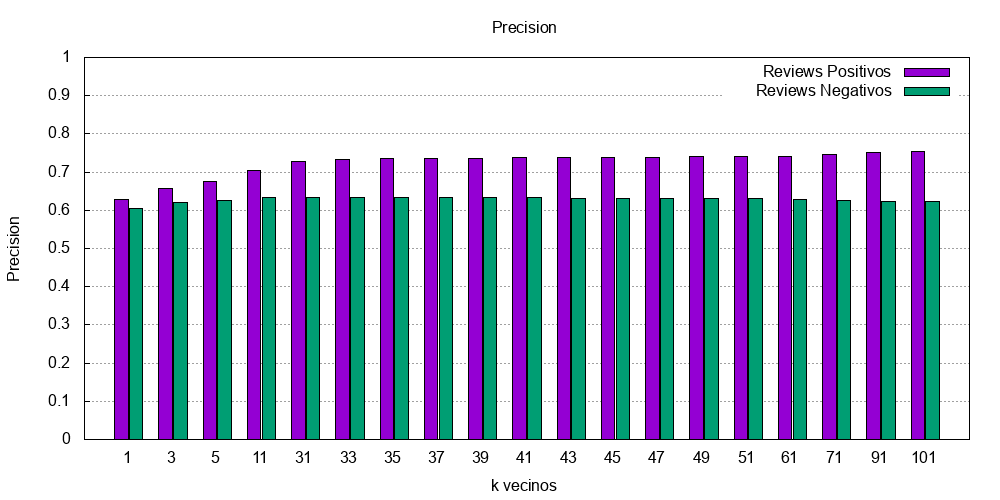 Precision
Reviews Positivos
Reviews Negativos
Precision
1
0.9
0.8
0.7
0.6
0.5
0.4
0.3
0.2
0.1
0
1 3 5 11 31 33 35 37 39 41 43 45 47 49 51 61 71 91 101
k vecinos